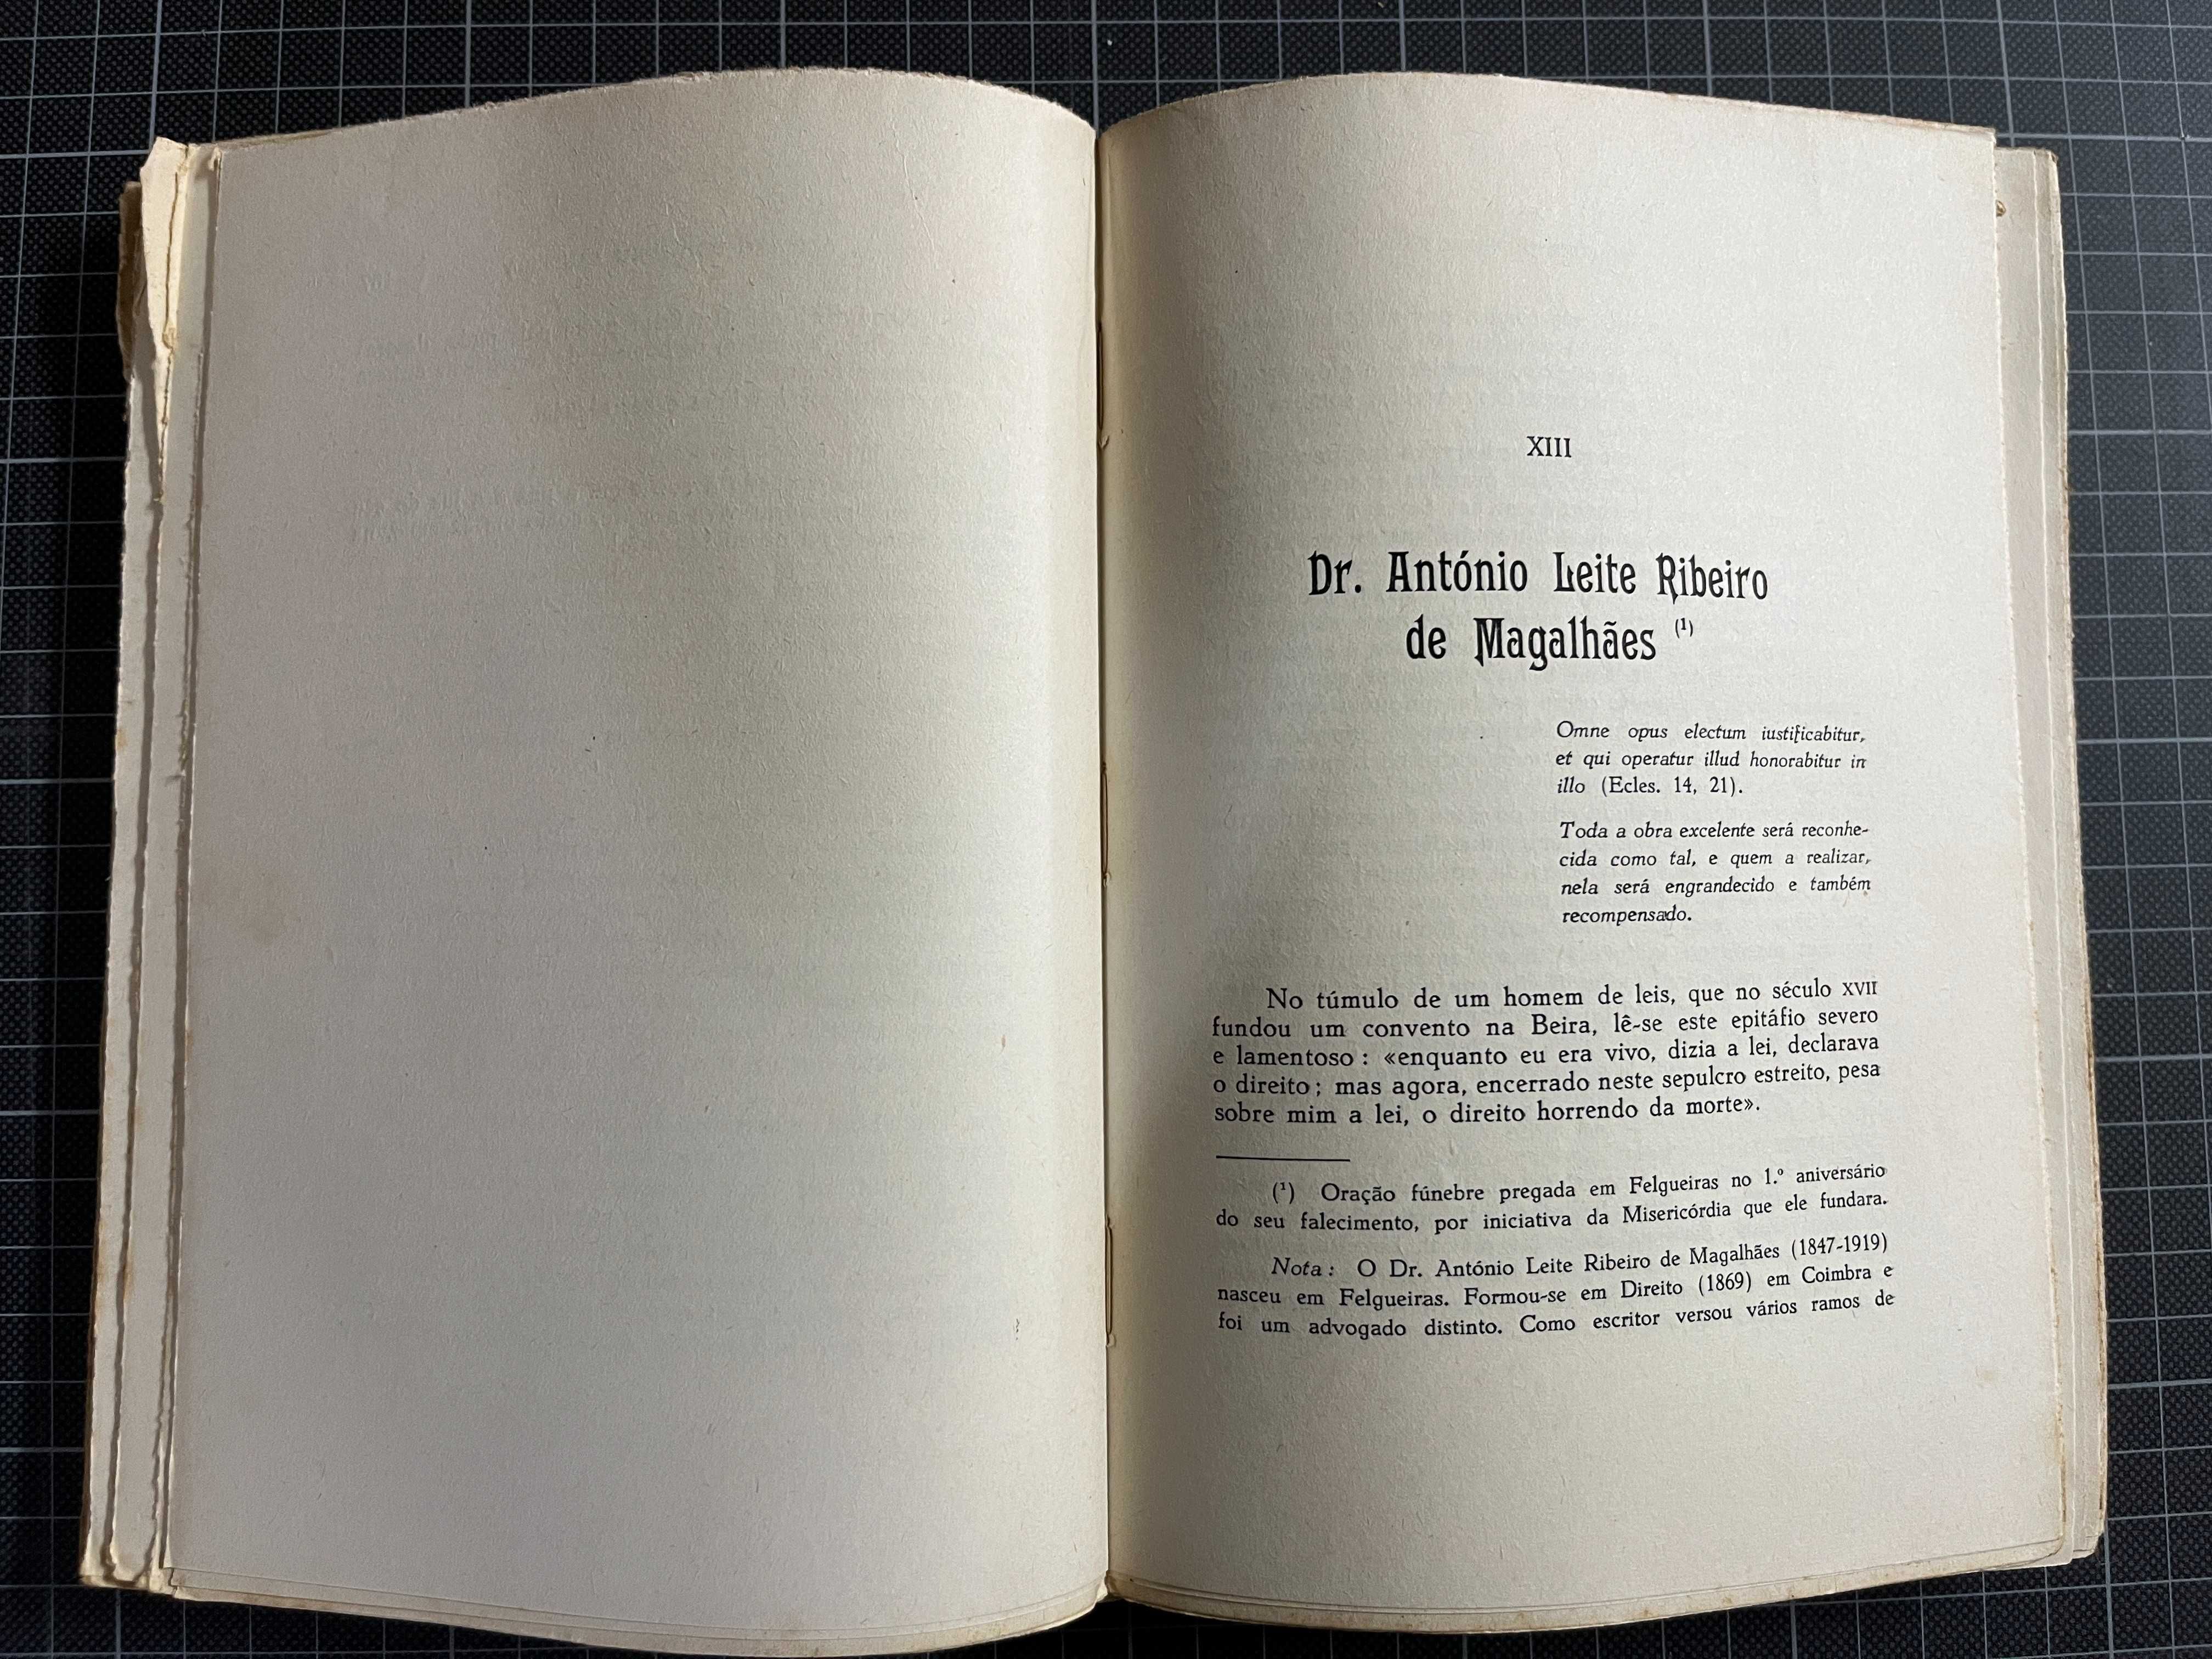 XIII
Dr. António Leite Ribeiro
de Magalhães (¹)
Omne opus electum iustificabitur,
et qui operatur illud honorabitur in
illo (Ecles. 14, 21).
Toda a obra excelente será reconhe-
cida como tal, e quem a realizar,
nela será engrandecido e também
recompensado.
No túmulo de um homem de leis, que no século XVII
fundou um convento na Beira, lê-se este epitáfio severo
e lamentoso : «enquanto eu era vivo, dizia a lei, declarava
o direito ; mas agora, encerrado neste sepulcro estreito, pesa
sobre mim a lei, o direito horrendo da morte».
(¹) Oração fúnebre pregada em Felgueiras no 1.º aniversário
do seu falecimento, por iniciativa da Misericórdia que ele fundara.
Nota : O Dr. António Leite Ribeiro de Magalhães (1847-1919)
nasceu em Felgueiras. Formou-se em Direito (1869) em Coimbra e
foi um advogado distinto. Como escritor versou vários ramos de